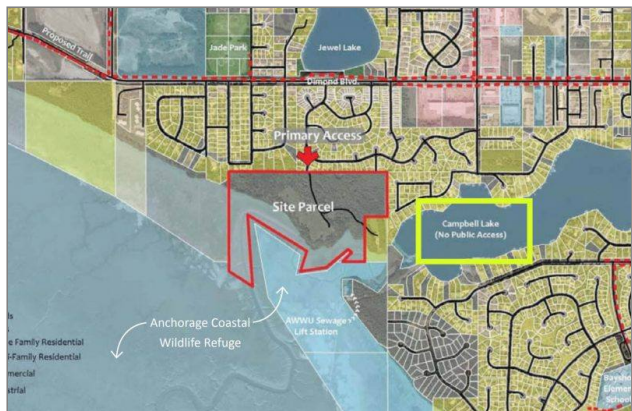 Proposed Trail
Jade Park
Jewel Lake
Dimond Blvd.
Primary Access
Site Parcel
Campbell Lake
(No Public Access)
Anchorage Coastal
Wildlife Refuge
AWWU Sewage
Lift Station
ls
e Family Residential
i-Family Residential
mercial
strial
Baysho
Elemen
School